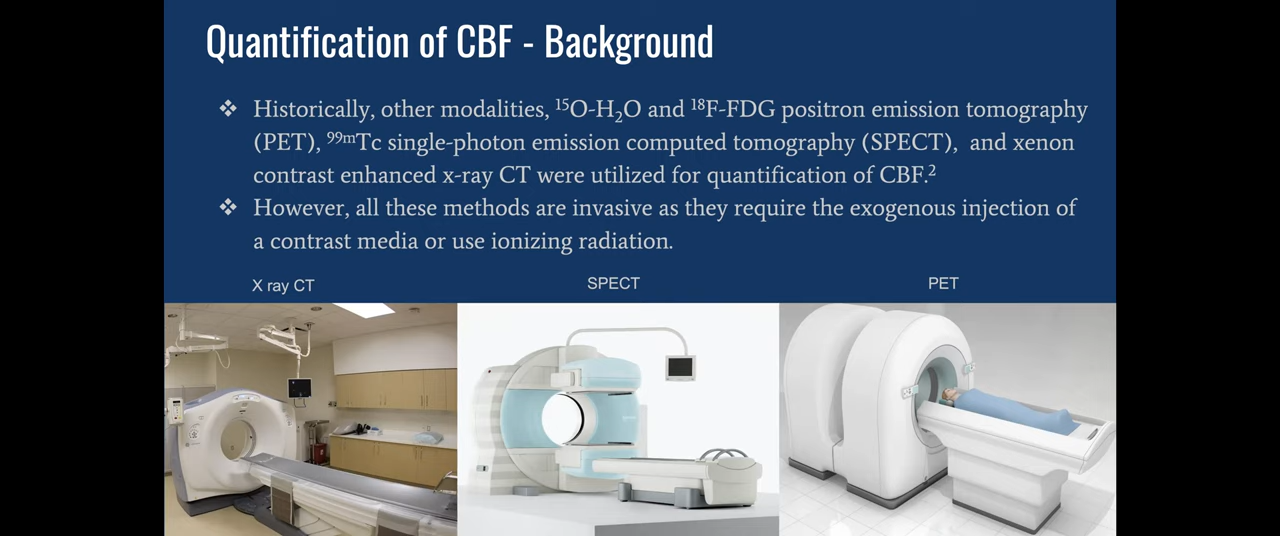 Quantification of CBF - Background
❖ Historically, other modalities, ¹⁵O-H₂O and ¹⁸F-FDG positron emission tomography
(PET), ⁹⁹ᵐTc single-photon emission computed tomography (SPECT),  and xenon
contrast enhanced x-ray CT were utilized for quantification of CBF.²
❖ However, all these methods are invasive as they require the exogenous injection of
a contrast media or use ionizing radiation.
X ray CT
SPECT
PET